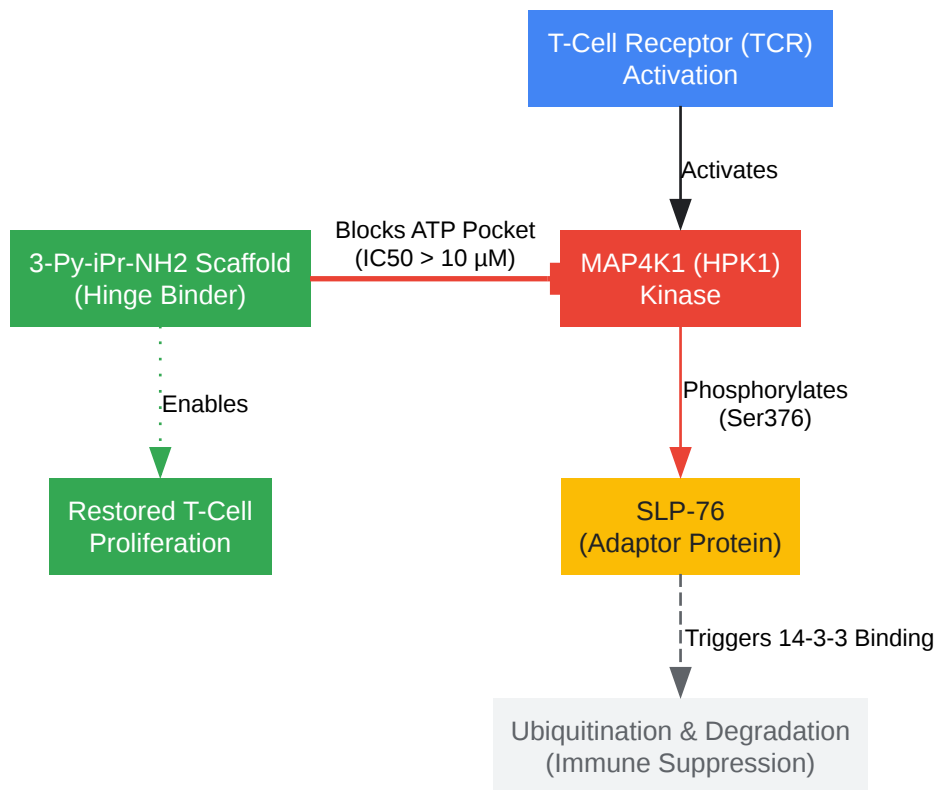 T-Cell Receptor (TCR)
Activation
Activates
Blocks ATP Pocket
(IC50 > 10 µM)
3-Py-iPr-NH2 Scaffold
(Hinge Binder)
MAP4K1 (HPK1)
Kinase
Enables
Phosphorylates
(Ser376)
Restored T-Cell
Proliferation
SLP-76
(Adaptor Protein)
Triggers 14-3-3 Binding
Ubiquitination & Degradation
(Immune Suppression)